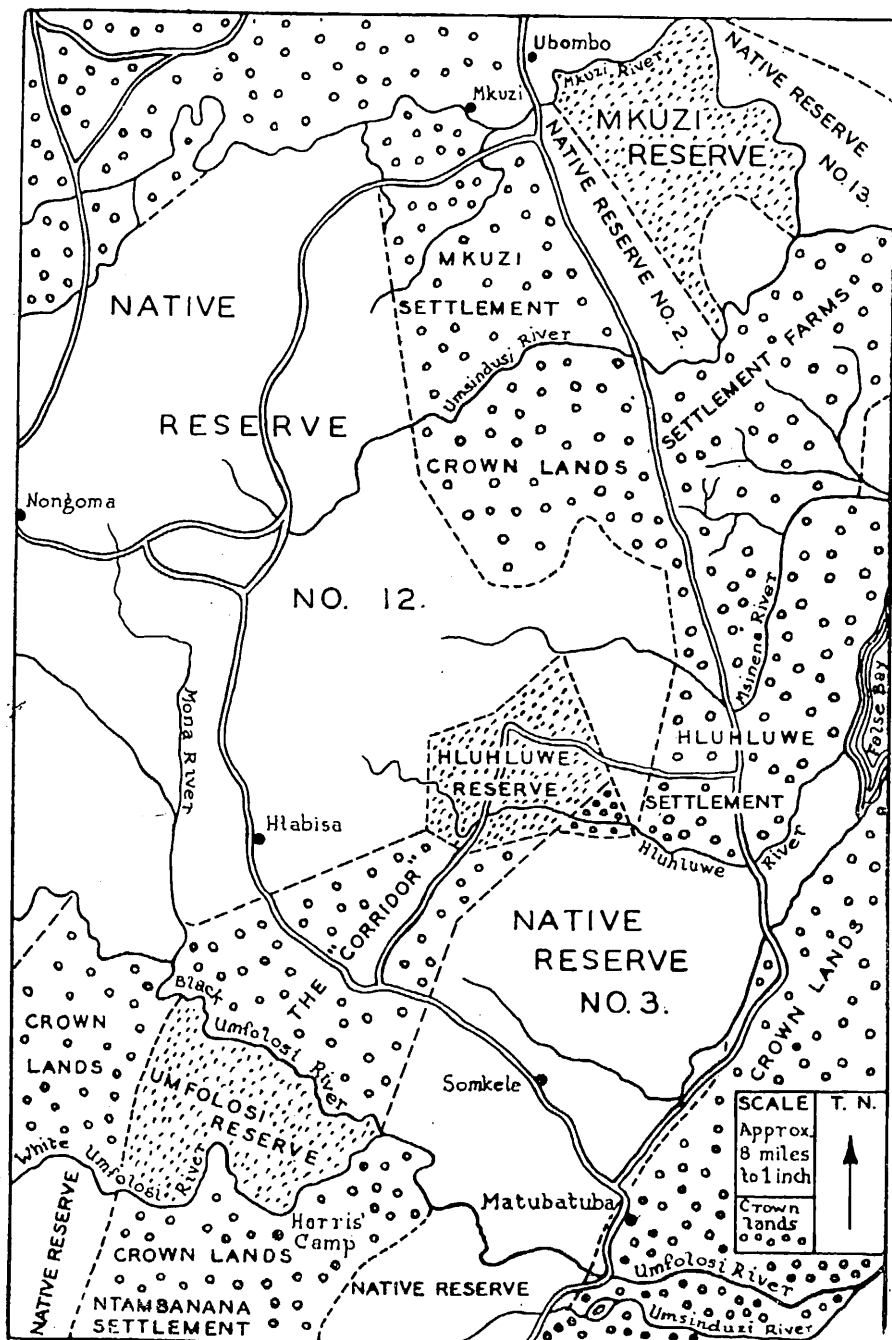 Ubombo
Mkuzi River
Mkuzi
NATIVE RESERVE
NO. 13.
MKUZI
RESERVE
NATIVE RESERVE NO. 2.
MKUZI
SETTLEMENT
NATIVE
RESERVE
NO. 12.
Umsindusi River
SETTLEMENT FARMS
CROWN LANDS
Nongoma
Msinene River
False Bay
Mona River
HLUHLUWE
SETTLEMENT
HLUHLUWE
RESERVE
Hlabisa
Hluhluwe River
THE "CORRIDOR"
NATIVE
RESERVE
NO. 3.
CROWN LANDS
Black Umfolosi River
CROWN
LANDS
UMFOLOSI
RESERVE
Somkele
White Umfolosi River
SCALE
Approx.
8 miles
to 1 inch
T. N.
Crown
lands
Matubatuba
Harris'
Camp
NATIVE RESERVE
CROWN LANDS
NTAMBANANA
SETTLEMENT
NATIVE RESERVE
Umfolosi River
Umsinduzi River